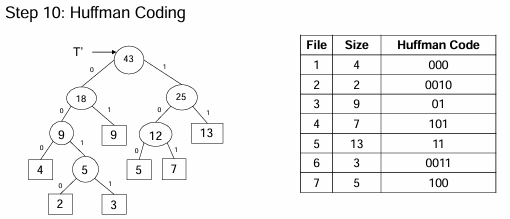 Step 10: Huffman Coding
T'
43
0 1
18 25
0 1 0 1
9 9 12 13
0 1 0 1
4 5 5 7
0 1
2 3
File Size Huffman Code
1 4 000
2 2 0010
3 9 01
4 7 101
5 13 11
6 3 0011
7 5 100